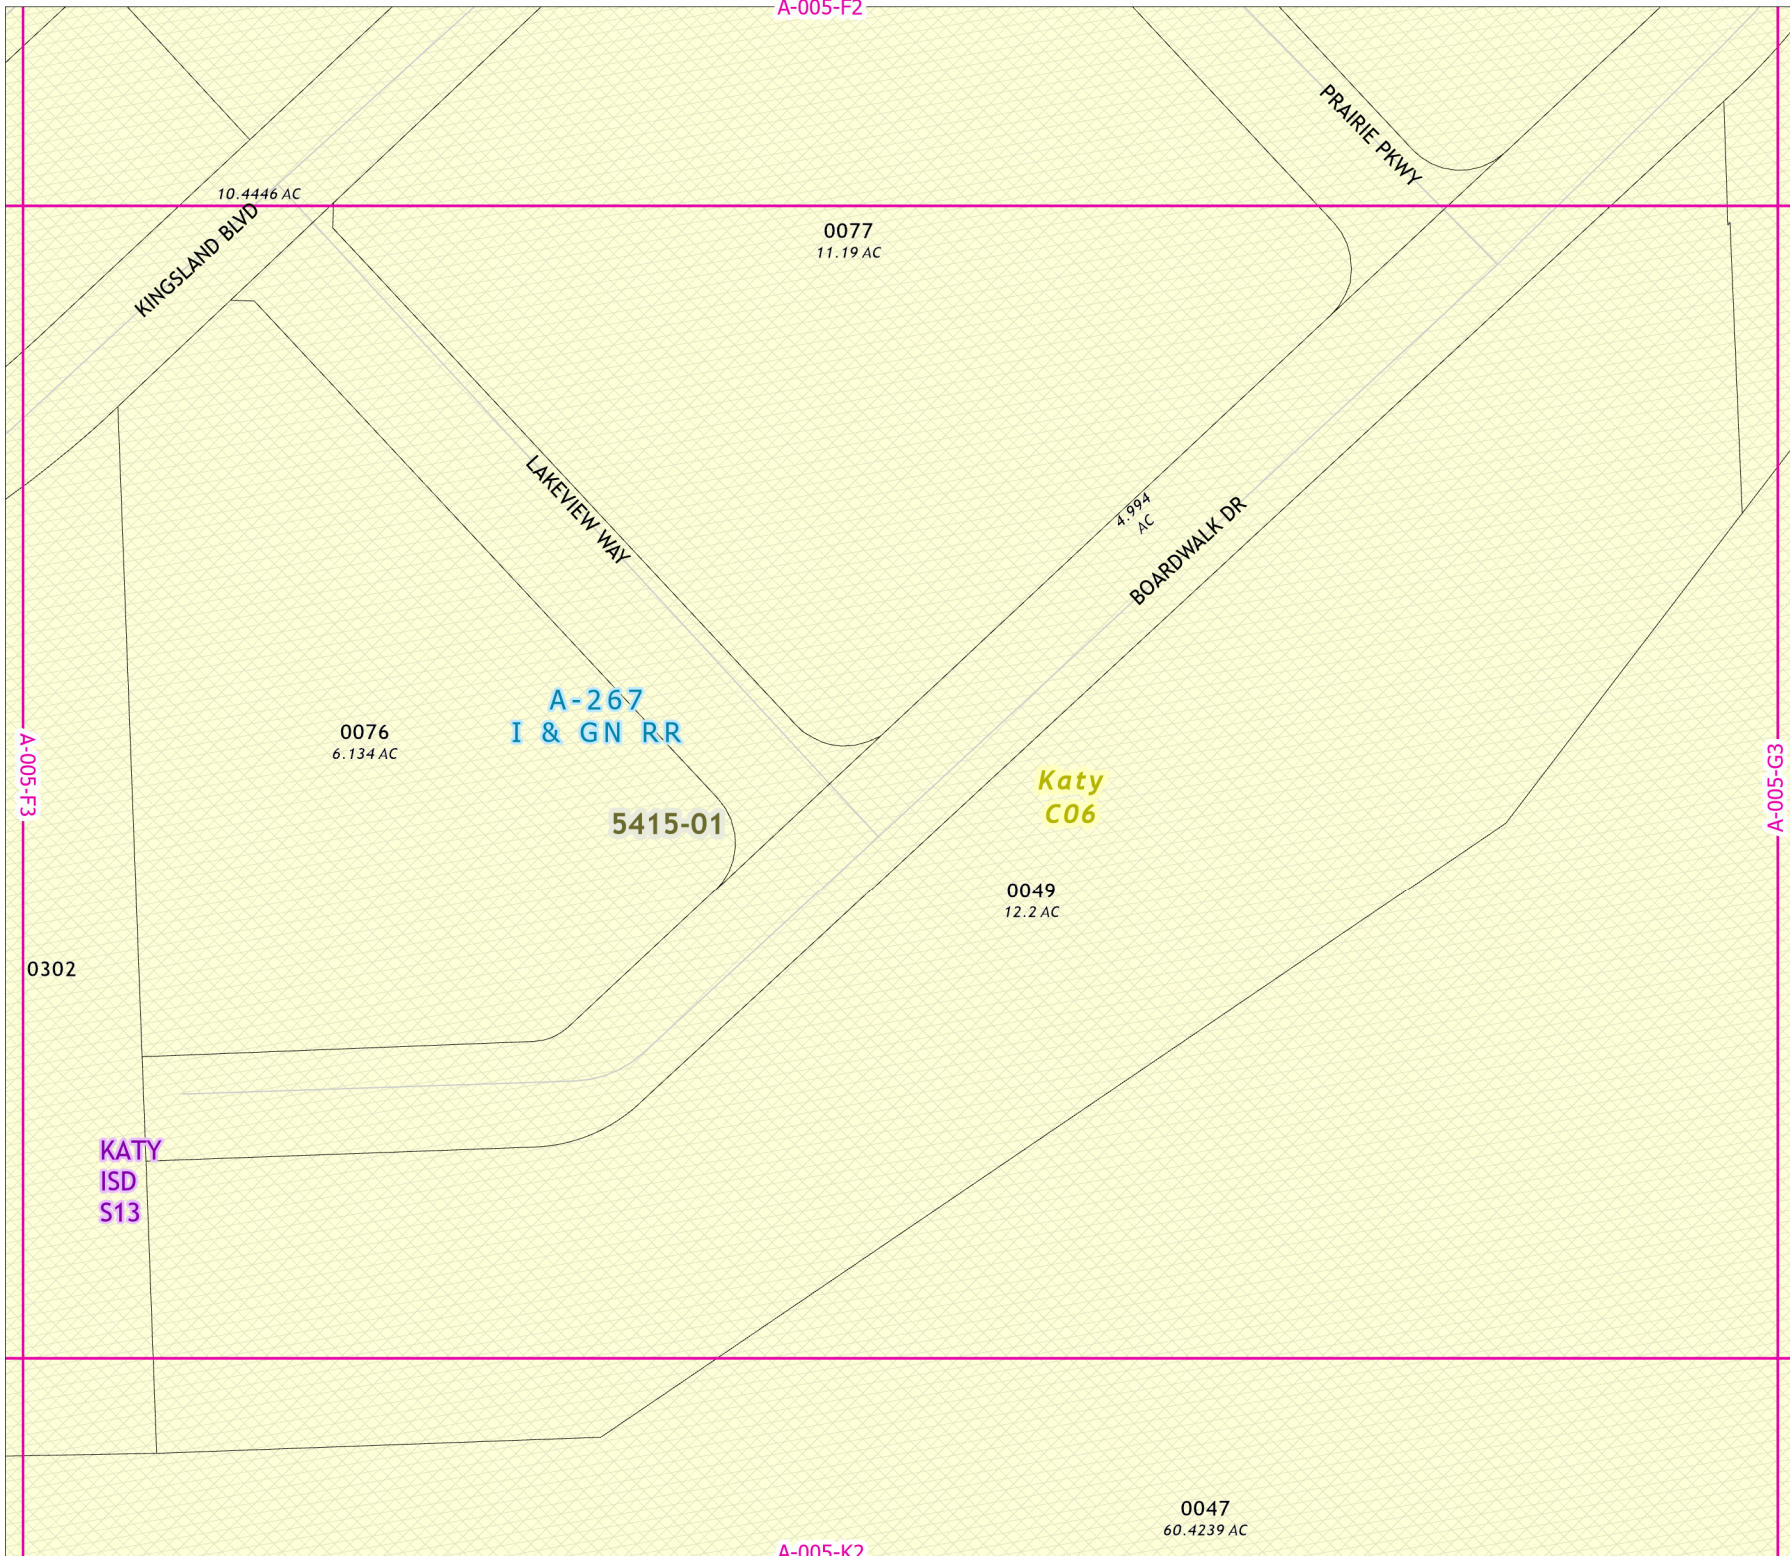 A-005-F2
PRAIRIE PKWY
10.4446 AC
KINGSLAND BLVD
0077
11.19 AC
LAKEVIEW WAY
4.994
AC
BOARDWALK DR
A-267
I & GN RR
0076
6.134 AC
A-005-F3
A-005-G3
Katy
C06
5415-01
0049
12.2 AC
0302
KATY
ISD
S13
0047
60.4239 AC
A-005-K2